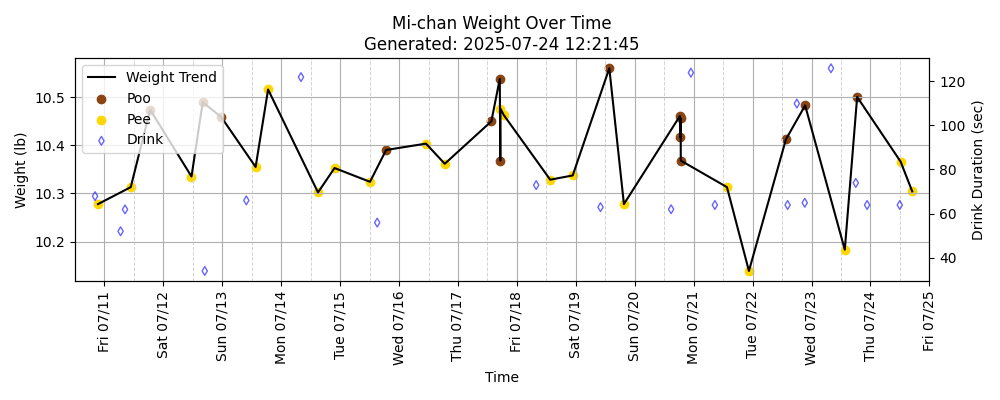 Mi-chan Weight Over Time
Generated: 2025-07-24 12:21:45
Weight Trend
Poo
Pee
Drink
Weight (lb)
10.5
10.4
10.3
10.2
120
100
80
60
40
Drink Duration (sec)
Fri 07/11
Sat 07/12
Sun 07/13
Mon 07/14
Tue 07/15
Wed 07/16
Thu 07/17
Fri 07/18
Sat 07/19
Sun 07/20
Mon 07/21
Tue 07/22
Wed 07/23
Thu 07/24
Fri 07/25
Time